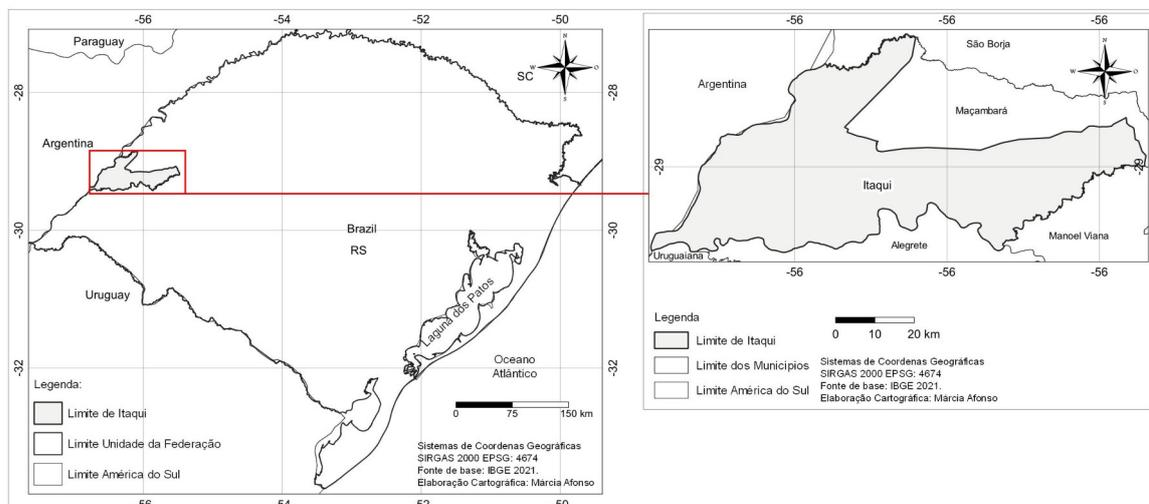 -56
-54
-52
-50
Paraguay
SC
N
W
O
S
-28
-28
Argentina
-30
-30
Brazil
RS
Uruguay
Laguna dos Patos
-32
-32
Oceano
Atlântico
Legenda:
Limite de Itaqui
Limite Unidade da Federação
Limite América do Sul
0 75 150 km
Sistemas de Coordenas Geográficas
SIRGAS 2000 EPSG: 4674
Fonte de base: IBGE 2021.
Elaboração Cartográfica: Márcia Afonso
-56
-54
-52
-50
-56
-56
-56
São Borja
N
W
O
S
Argentina
Maçambará
-29
-29
Itaqui
Manoel Viana
Alegrete
Uruguaiana
-56
-56
-56
Legenda
Limite de Itaqui
Limite dos Municipios
Limite América do Sul
0 10 20 km
Sistemas de Coordenas Geográficas
SIRGAS 2000 EPSG: 4674
Fonte de base: IBGE 2021.
Elaboração Cartográfica: Márcia Afonso